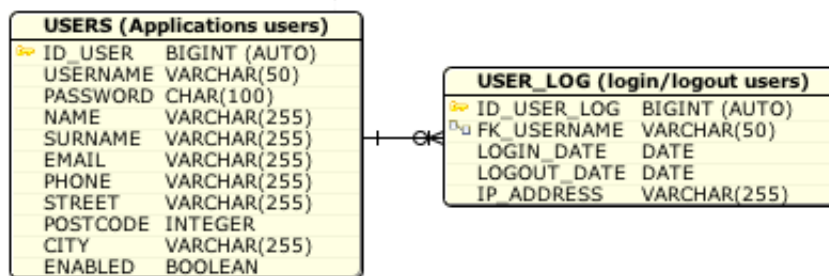 USERS (Applications users)
ID_USER BIGINT (AUTO)
USERNAME VARCHAR(50)
PASSWORD CHAR(100)
NAME VARCHAR(255)
SURNAME VARCHAR(255)
EMAIL VARCHAR(255)
PHONE VARCHAR(255)
STREET VARCHAR(255)
POSTCODE INTEGER
CITY VARCHAR(255)
ENABLED BOOLEAN
USER_LOG (login/logout users)
ID_USER_LOG BIGINT (AUTO)
FK_USERNAME VARCHAR(50)
LOGIN_DATE DATE
LOGOUT_DATE DATE
IP_ADDRESS VARCHAR(255)